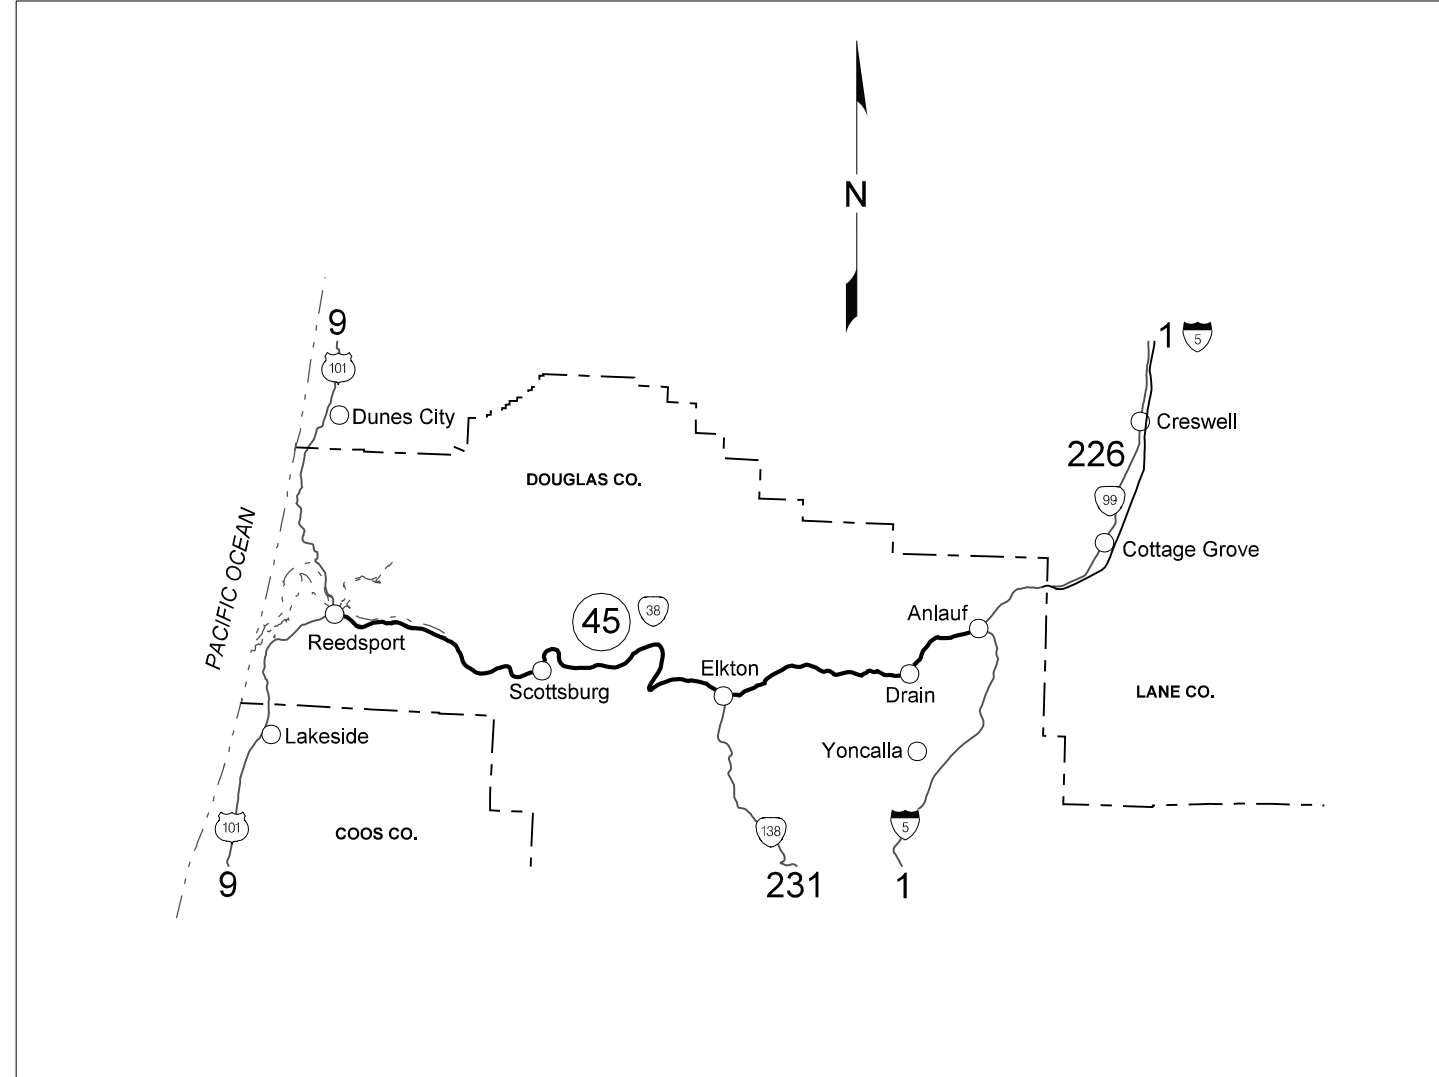 N
9
1
5
101
Dunes City
Creswell
226
DOUGLAS CO.
99
Cottage Grove
PACIFIC OCEAN
45
38
Anlauf
Reedsport
Elkton
Scottsburg
Drain
LANE CO.
Lakeside
Yoncalla
101
COOS CO.
138
5
9
231
1